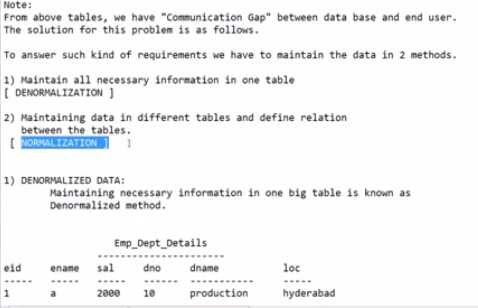 Note:
From above tables, we have "Communication Gap" between data base and end user.
The solution for this problem is as follows.
To answer such kind of requirements we have to maintain the data in 2 methods.
1) Maintain all necessary information in one table
[ DENORMALIZATION ]
2) Maintaining data in different tables and define relation
between the tables.
[ NORMALIZATION ]
1) DENORMALIZED DATA:
Maintaining necessary information in one big table is known as
Denormalized method.
Emp_Dept_Details
----------------------
eid ename sal dno dname loc
----- ----- ----- ------ ----------- -----
1 a 2000 10 production hyderabad